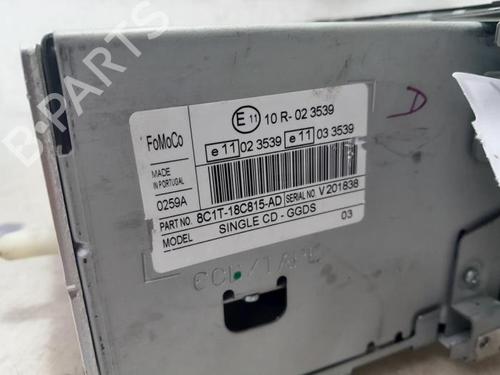 E 11 10 R- 02 3539
FoMoCo
e 11 02 3539 e 11 03 3539
MADE
IN PORTUGAL
0259A
PART NO. 8C1T-18C815-AD SERIAL NO. V 201838
MODEL SINGLE CD - GGDS 03
D
B-PARTS